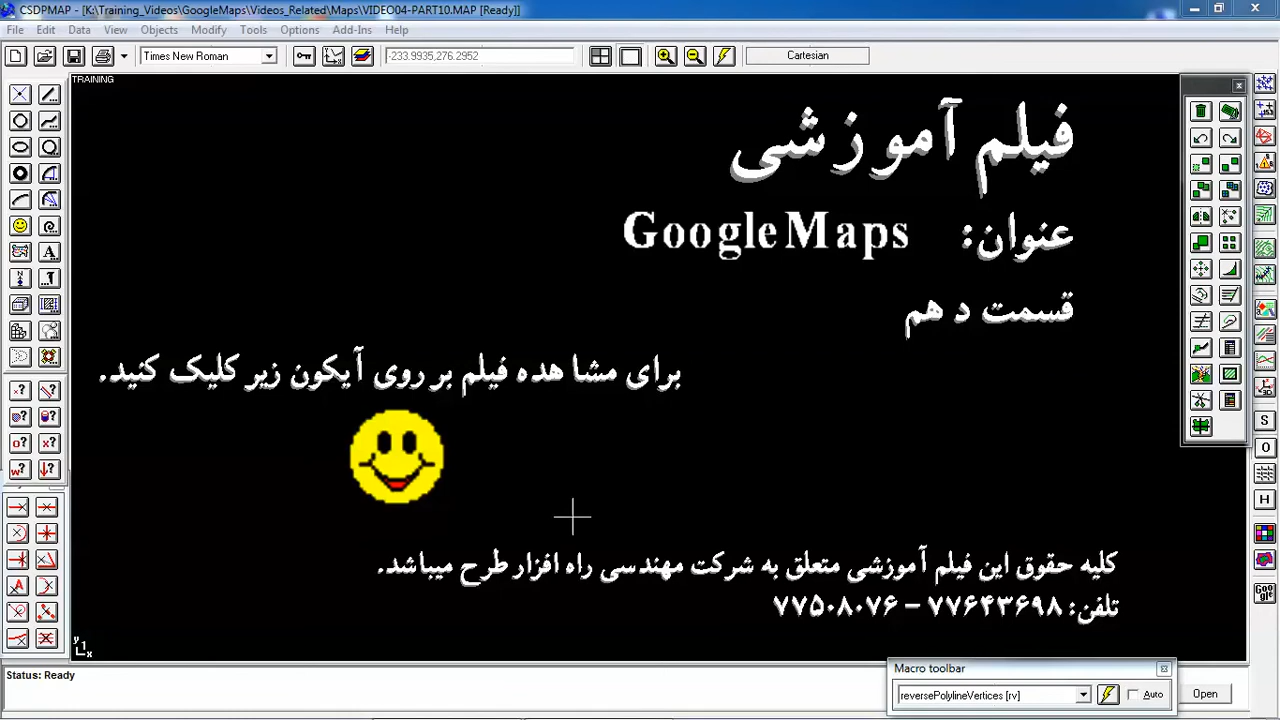 CSDPMAP - [K:\Training_Videos\GoogleMaps\Videos_Related\Maps\VIDEO04-PART10.MAP [Ready]]
File Edit Data View Objects Modify Tools Options Add-Ins Help
Times New Roman
-233.9935,276.2952
Cartesian
TRAINING
فیلم آموزشی
عنوان: GoogleMaps
قسمت دهم
برای مشاهده فیلم بر روی آیکون زیر کلیک کنید.
کلیه حقوق این فیلم آموزشی متعلق به شرکت مهندسی راه افزار طرح میباشد.
تلفن: ۷۷۶۴۳۶۹۸ – ۷۷۵۰۸۰۷۶
Status: Ready
Macro toolbar
reversePolylineVertices [rv]
Auto
Open
S
O
H